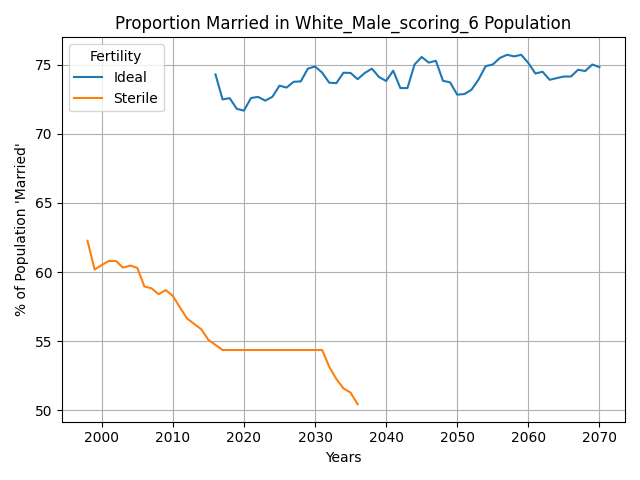 Proportion Married in White_Male_scoring_6 Population
Fertility
Ideal
Sterile
% of Population 'Married'
75
70
65
60
55
50
2000 2010 2020 2030 2040 2050 2060 2070
Years